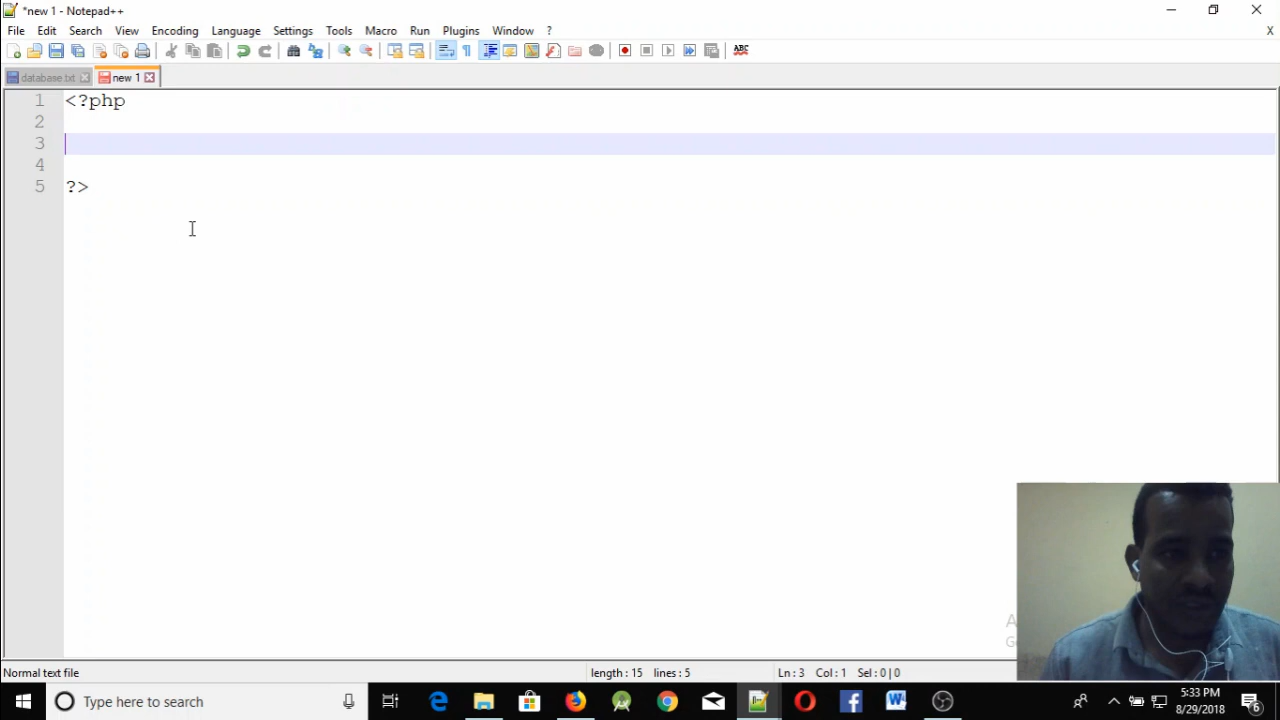 *new 1 - Notepad++
File Edit Search View Encoding Language Settings Tools Macro Run Plugins Window ? X
ABC
database.txt new 1
1 <?php
2
3
4
5 ?>
Normal text file length : 15 lines : 5 Ln : 3 Col : 1 Sel : 0 | 0
Type here to search
5:33 PM
8/29/2018
6